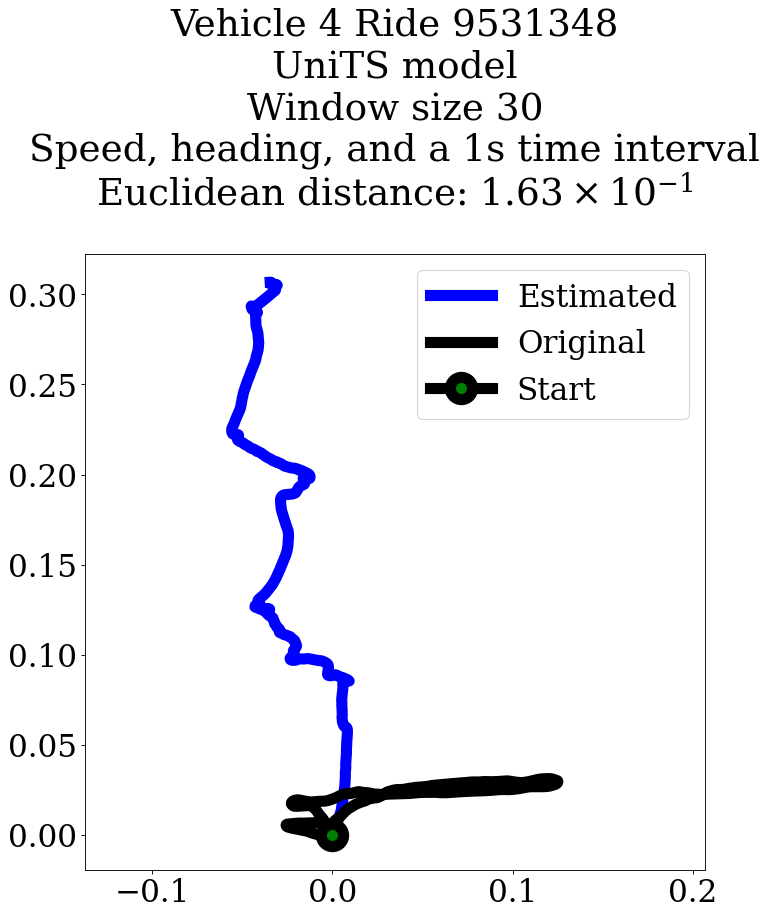 Vehicle 4 Ride 9531348
UniTS model
Window size 30
Speed, heading, and a 1s time interval
Euclidean distance: 1.63 × 10⁻¹
Estimated
Original
Start
0.30
0.25
0.20
0.15
0.10
0.05
0.00
−0.1
0.0
0.1
0.2